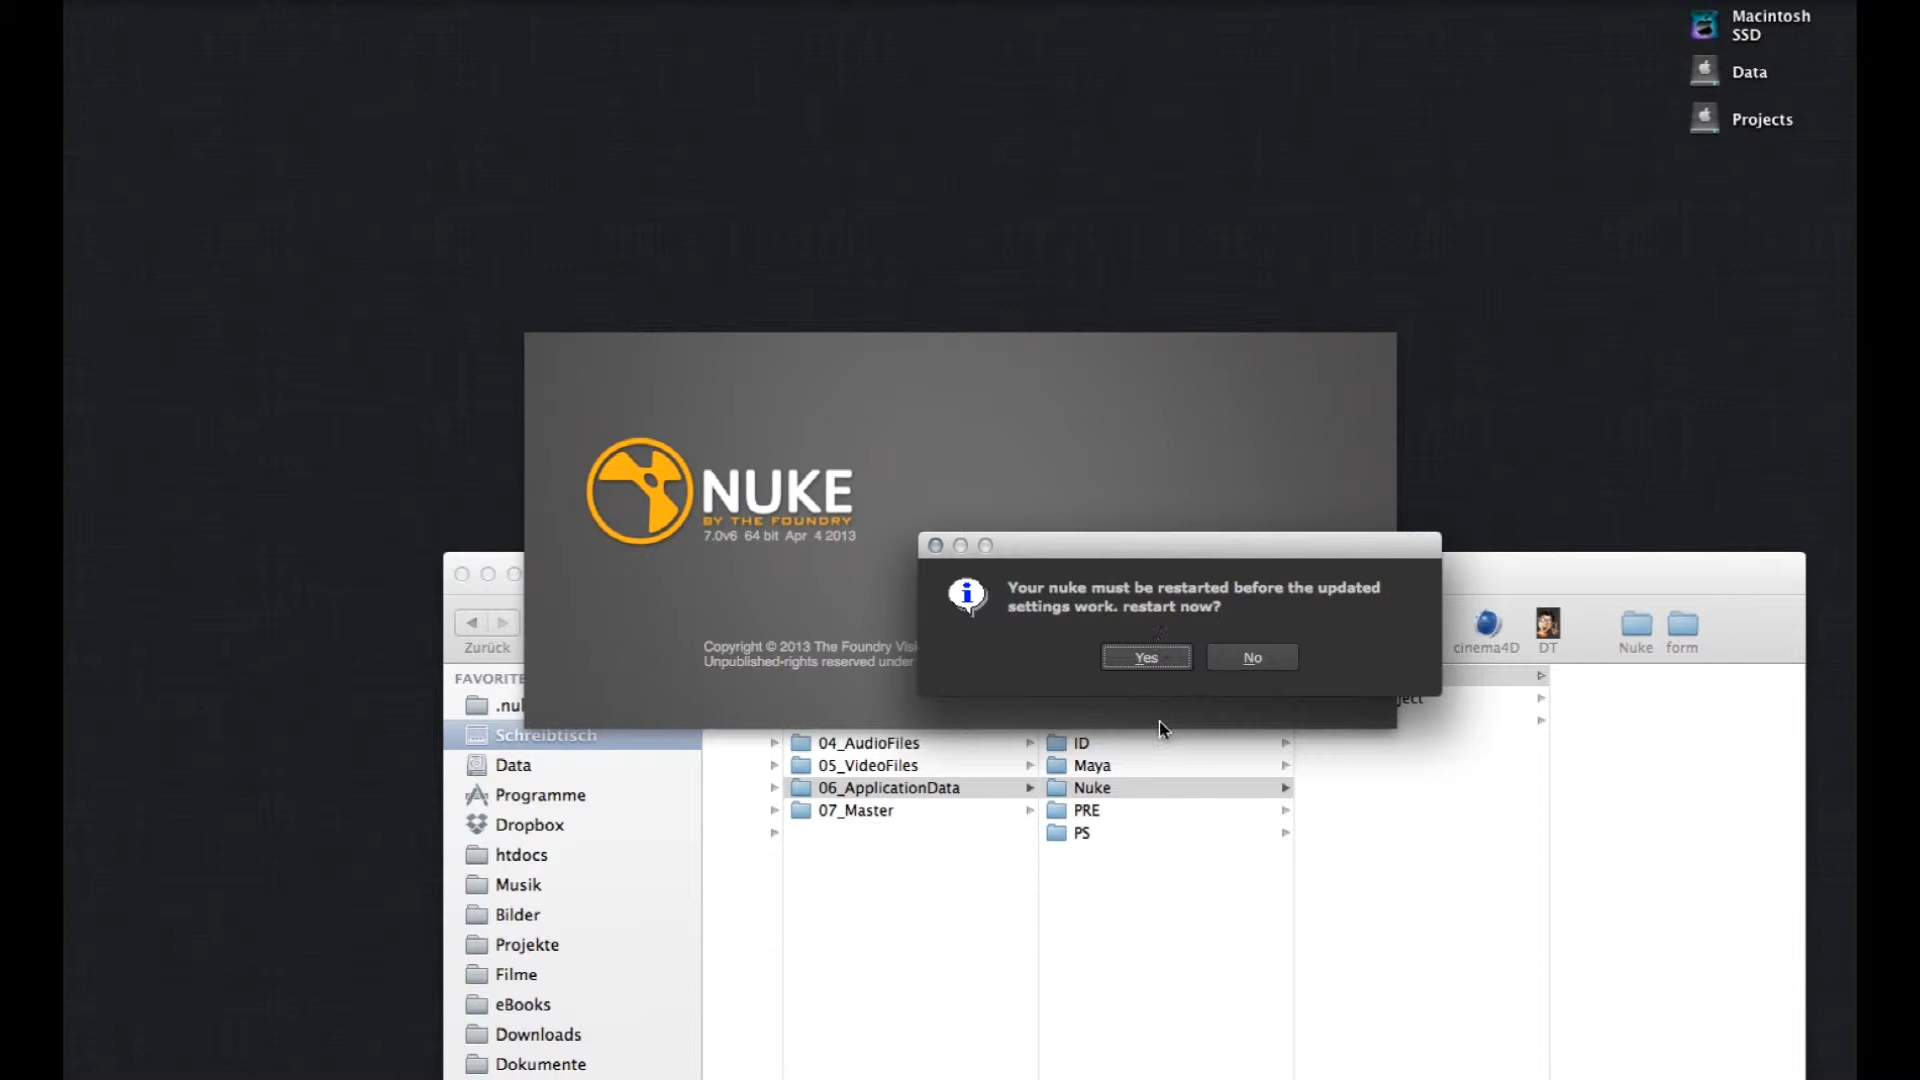 Macintosh
SSD
Data
Projects
NUKE
BY THE FOUNDRY
7.0v6 64 bit Apr 4 2013
Copyright © 2013 The Foundry
Unpublished-rights reserved under
Your nuke must be restarted before the updated
settings work. restart now?
Yes
No
Zurück
cinema4D
DT
Nuke
form
Schreibtisch
Data
Programme
Dropbox
htdocs
Musik
Bilder
Projekte
Filme
eBooks
Downloads
Dokumente
04_AudioFiles
05_VideoFiles
06_ApplicationData
07_Master
ID
Maya
Nuke
PRE
PS